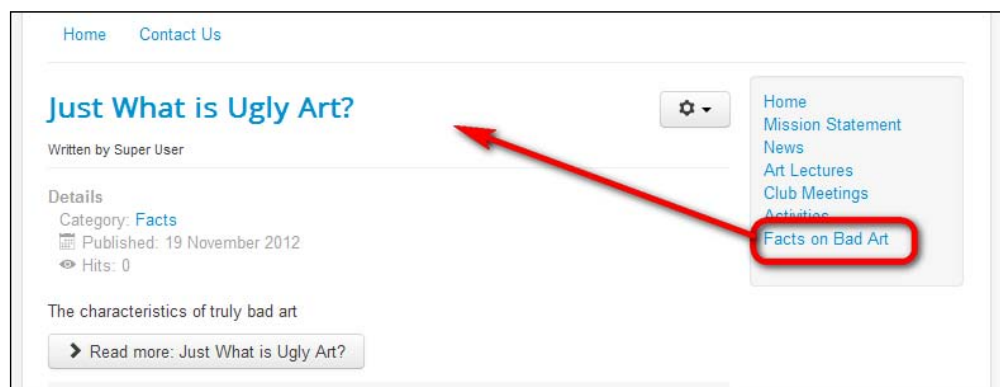 Home Contact Us
Just What is Ugly Art?
Written by Super User
Details
Category: Facts
Published: 19 November 2012
Hits: 0
The characteristics of truly bad art
Read more: Just What is Ugly Art?
Home
Mission Statement
News
Art Lectures
Club Meetings
Activities
Facts on Bad Art